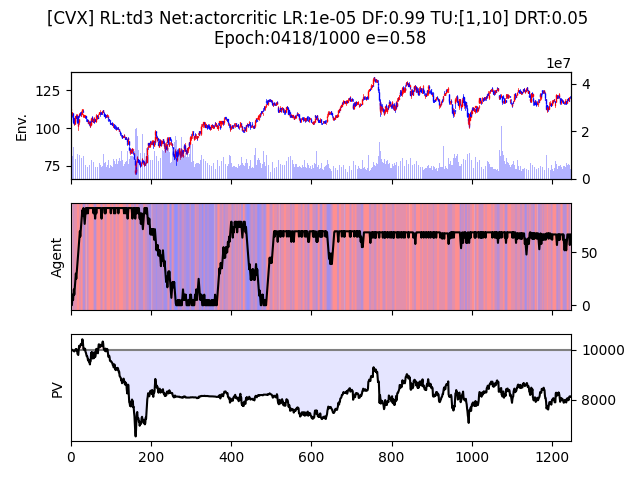 [CVX] RL:td3 Net:actorcritic LR:1e-05 DF:0.99 TU:[1,10] DRT:0.05
Epoch:0418/1000 e=0.58
1e7
125
100
75
Env.
4
2
0
Agent
50
0
PV
10000
8000
0 200 400 600 800 1000 1200